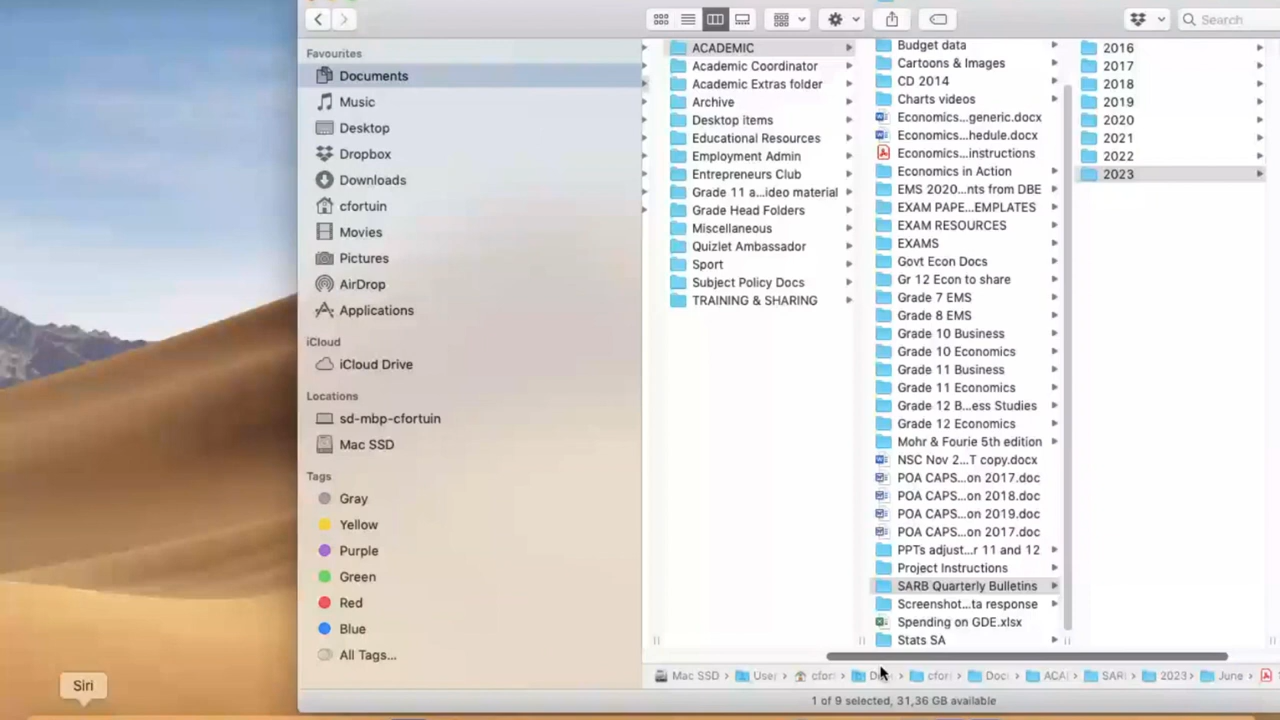 Search
Favourites
Documents
Music
Desktop
Dropbox
Downloads
cfortuin
Movies
Pictures
AirDrop
Applications
iCloud
iCloud Drive
Locations
sd-mbp-cfortuin
Mac SSD
Tags
Gray
Yellow
Purple
Green
Red
Blue
All Tags...
ACADEMIC
Academic Coordinator
Academic Extras folder
Archive
Desktop items
Educational Resources
Employment Admin
Entrepreneurs Club
Grade 11 a...ideo material
Grade Head Folders
Miscellaneous
Quizlet Ambassador
Sport
Subject Policy Docs
TRAINING & SHARING
Budget data
Cartoons & Images
CD 2014
Charts videos
Economics...generic.docx
Economics...hedule.docx
Economics...instructions
Economics in Action
EMS 2020...nts from DBE
EXAM PAPE...EMPLATES
EXAM RESOURCES
EXAMS
Govt Econ Docs
Gr 12 Econ to share
Grade 7 EMS
Grade 8 EMS
Grade 10 Business
Grade 10 Economics
Grade 11 Business
Grade 11 Economics
Grade 12 B...ess Studies
Grade 12 Economics
Mohr & Fourie 5th edition
NSC Nov 2...T copy.docx
POA CAPS...on 2017.doc
POA CAPS...on 2018.doc
POA CAPS...on 2019.doc
POA CAPS...on 2017.doc
PPTs adjust...r 11 and 12
Project Instructions
SARB Quarterly Bulletins
Screenshot...ta response
Spending on GDE.xlsx
Stats SA
2016
2017
2018
2019
2020
2021
2022
2023
Mac SSD User cfor cfor Doc ACA SAR 2023 June
1 of 9 selected, 31,36 GB available
Siri